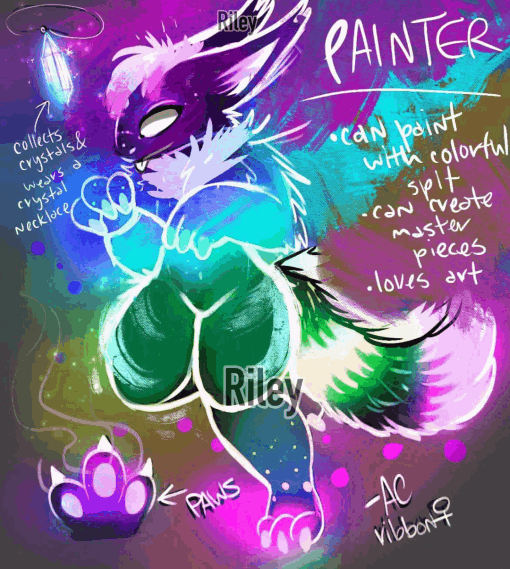 Riley
PAINTER
• can paint
with colorful
spit
• can create
master
pieces
• loves art
collects
crystals &
wears a
crystal
necklace
Riley
PAWS
-AC
ribbon♀